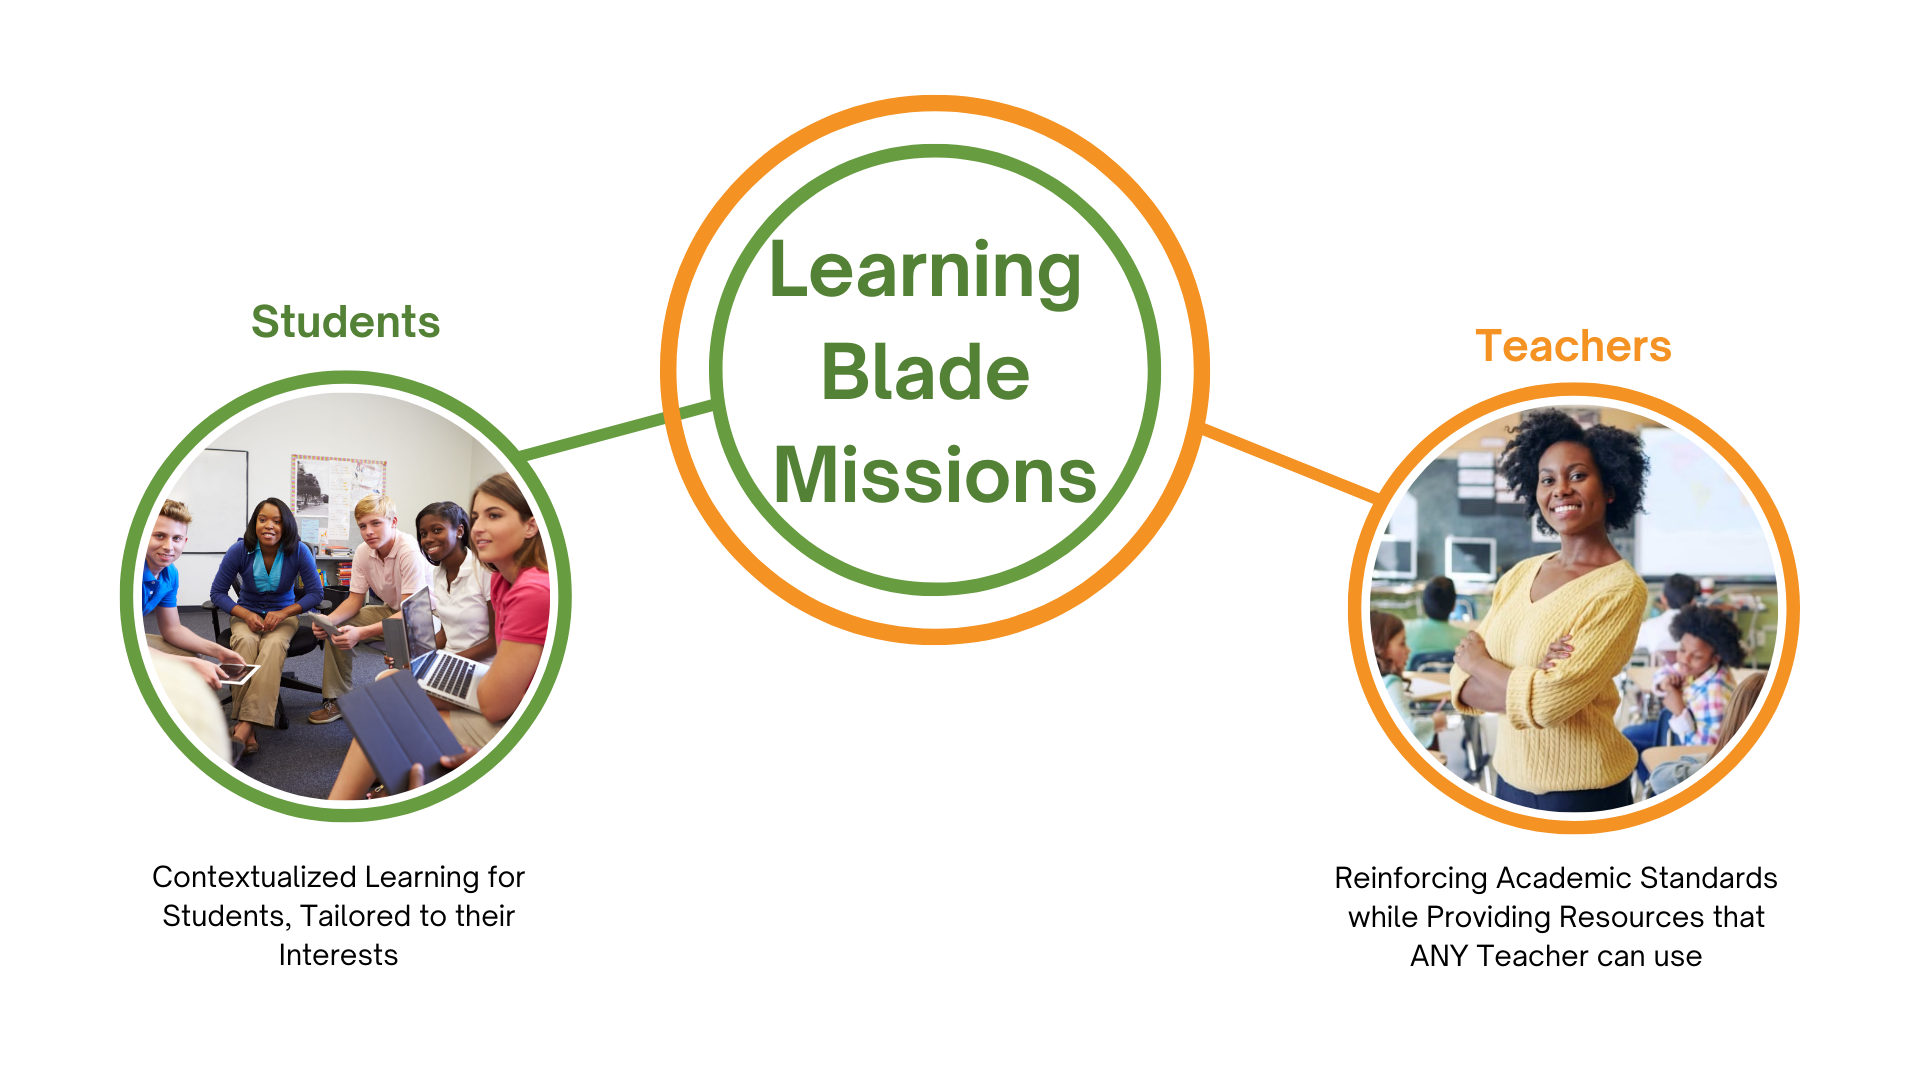 Learning
Blade
Missions
Students
Contextualized Learning for
Students, Tailored to their
Interests
Teachers
Reinforcing Academic Standards
while Providing Resources that
ANY Teacher can use